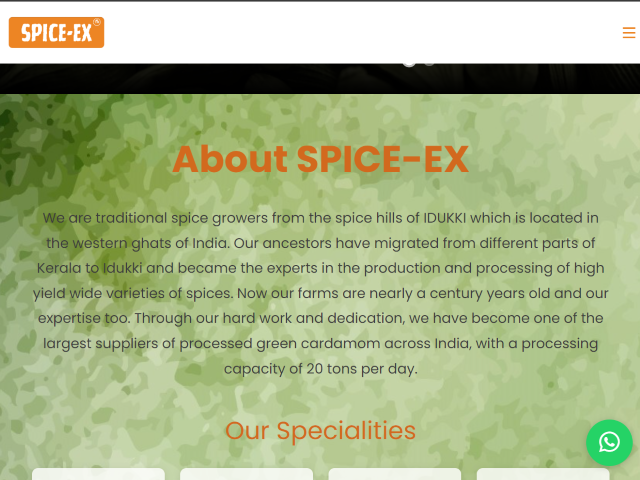 SPICE-EX
About SPICE-EX
We are traditional spice growers from the spice hills of IDUKKI which is located in
the western ghats of India. Our ancestors have migrated from different parts of
Kerala to Idukki and became the experts in the production and processing of high
yield wide varieties of spices. Now our farms are nearly a century years old and our
expertise too. Through our hard work and dedication, we have become one of the
largest suppliers of processed green cardamom across India, with a processing
capacity of 20 tons per day.
Our Specialities